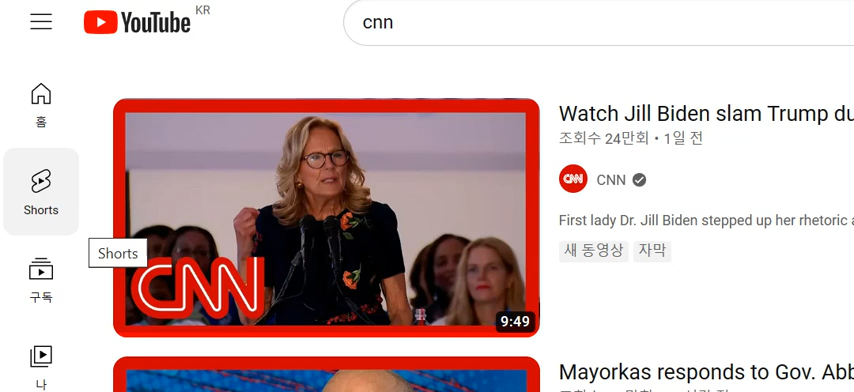 YouTube KR
cnn
홈
Shorts
Shorts
구독
나
CNN
9:49
Watch Jill Biden slam Trump du
조회수 24만회 • 1일 전
CNN CNN
First lady Dr. Jill Biden stepped up her rhetoric a
새 동영상 자막
Mayorkas responds to Gov. Abb